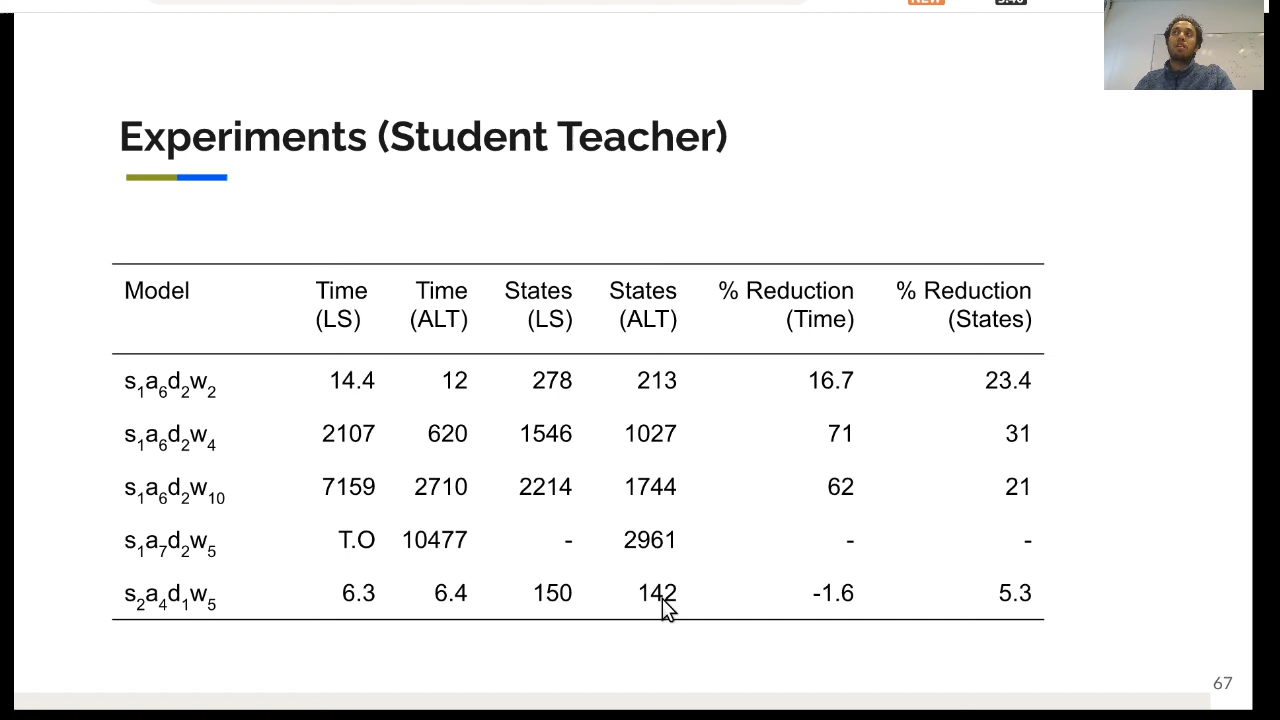 NEW
Experiments (Student Teacher)
Model Time (LS) Time (ALT) States (LS) States (ALT) % Reduction (Time) % Reduction (States)
s1a6d2w2 14.4 12 278 213 16.7 23.4
s1a6d2w4 2107 620 1546 1027 71 31
s1a6d2w10 7159 2710 2214 1744 62 21
s1a7d2w5 T.O 10477 - 2961 - -
s2a4d1w5 6.3 6.4 150 142 -1.6 5.3
67